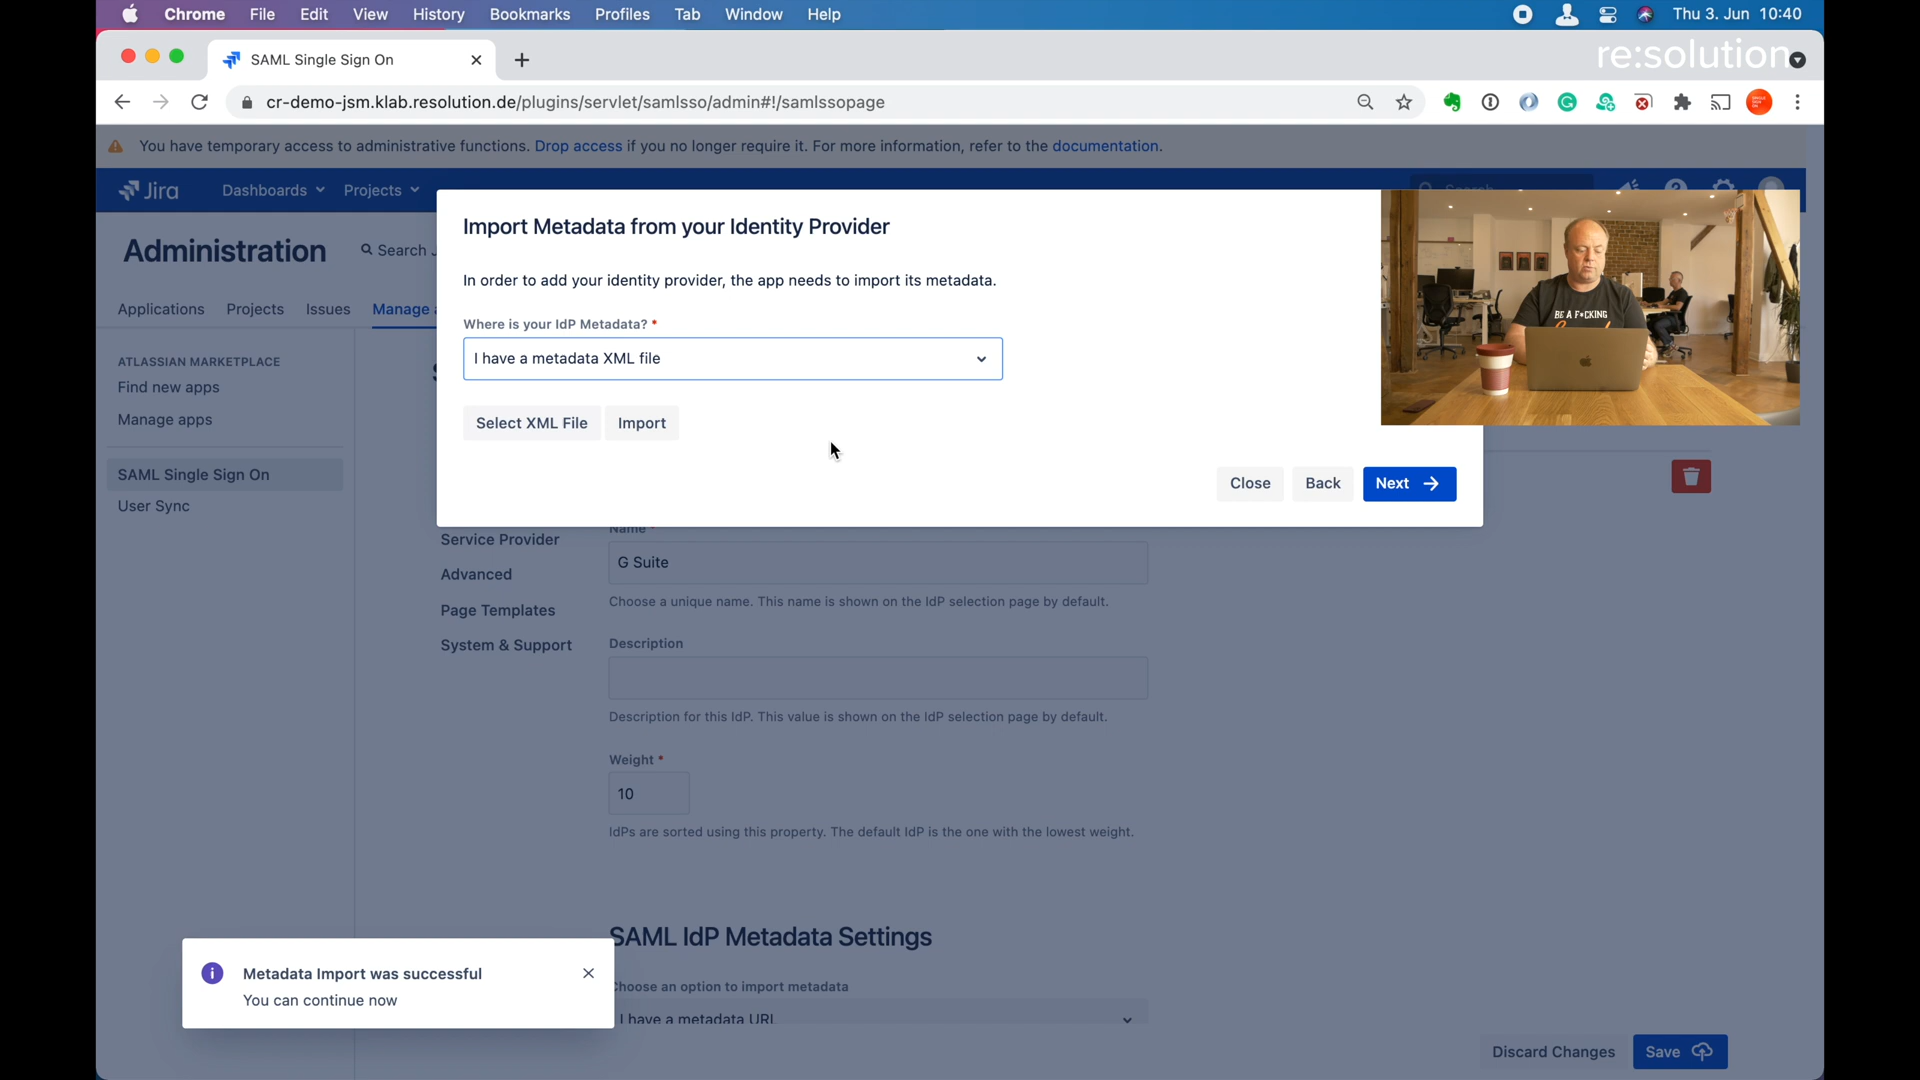 Chrome File Edit View History Bookmarks Profiles Tab Window Help Thu 3. Jun 10:40
SAML Single Sign On
re:solution
cr-demo-jsm.klab.resolution.de/plugins/servlet/samlsso/admin#!/samlssopage
You have temporary access to administrative functions. Drop access if you no longer require it. For more information, refer to the documentation.
Jira Dashboards Projects
Search
Administration
Search
Applications Projects Issues Manage
ATLASSIAN MARKETPLACE
Find new apps
Manage apps
SAML Single Sign On
User Sync
Import Metadata from your Identity Provider
In order to add your identity provider, the app needs to import its metadata.
Where is your IdP Metadata? *
I have a metadata XML file
Select XML File Import
Close Back Next
BE A F*CKING
Service Provider
Advanced
Page Templates
System & Support
Name *
G Suite
Choose a unique name. This name is shown on the IdP selection page by default.
Description
Description for this IdP. This value is shown on the IdP selection page by default.
Weight *
10
IdPs are sorted using this property. The default IdP is the one with the lowest weight.
SAML IdP Metadata Settings
Choose an option to import metadata
I have a metadata URL
Metadata Import was successful
You can continue now
Discard Changes Save